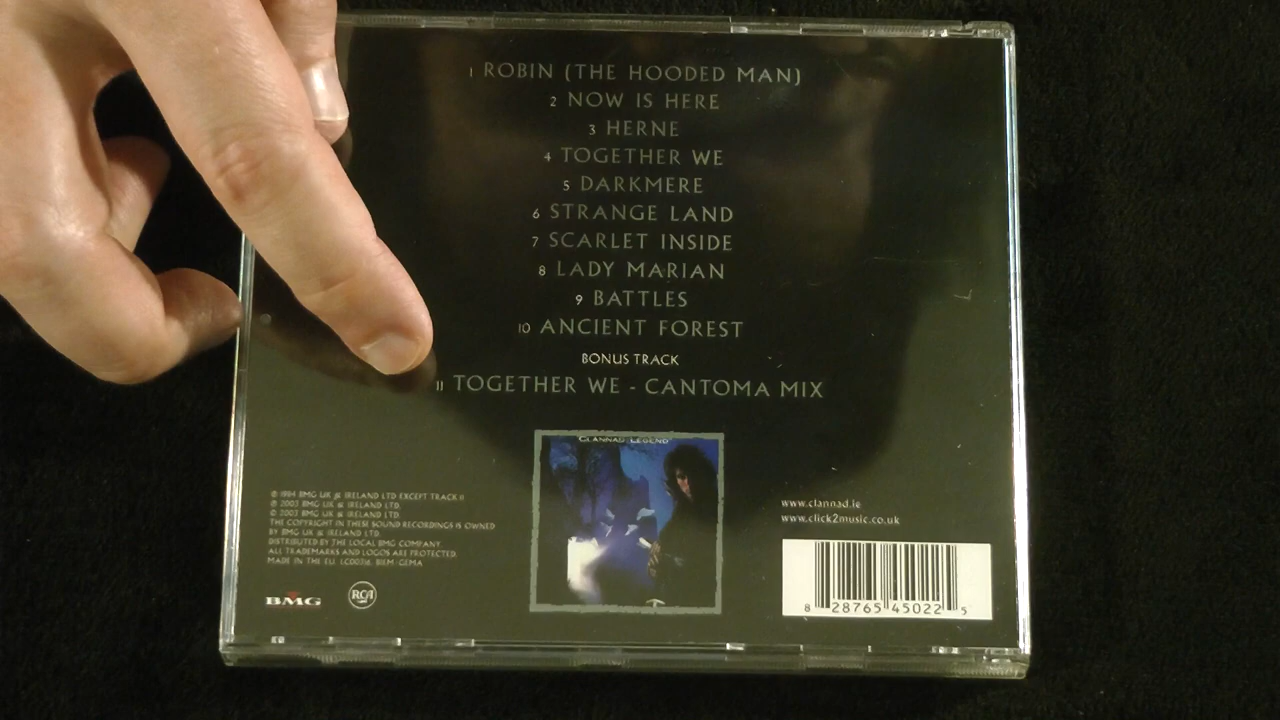 1 ROBIN (THE HOODED MAN)
2 NOW IS HERE
3 HERNE
4 TOGETHER WE
5 DARKMERE
6 STRANGE LAND
7 SCARLET INSIDE
8 LADY MARIAN
9 BATTLES
10 ANCIENT FOREST
BONUS TRACK
11 TOGETHER WE - CANTOMA MIX
CLANNAD LEGEND
℗ 1984 BMG UK & IRELAND LTD EXCEPT TRACK 11
℗ 2003 BMG UK & IRELAND LTD.
© 2003 BMG UK & IRELAND LTD.
THE COPYRIGHT IN THESE SOUND RECORDINGS IS OWNED
BY BMG UK & IRELAND LTD.
DISTRIBUTED BY THE LOCAL BMG COMPANY.
ALL TRADEMARKS AND LOGOS ARE PROTECTED.
MADE IN THE EU. LC00316. BIEM/GEMA
BMG
RCA
www.clannad.ie
www.click2music.co.uk
8 28765 45022 5